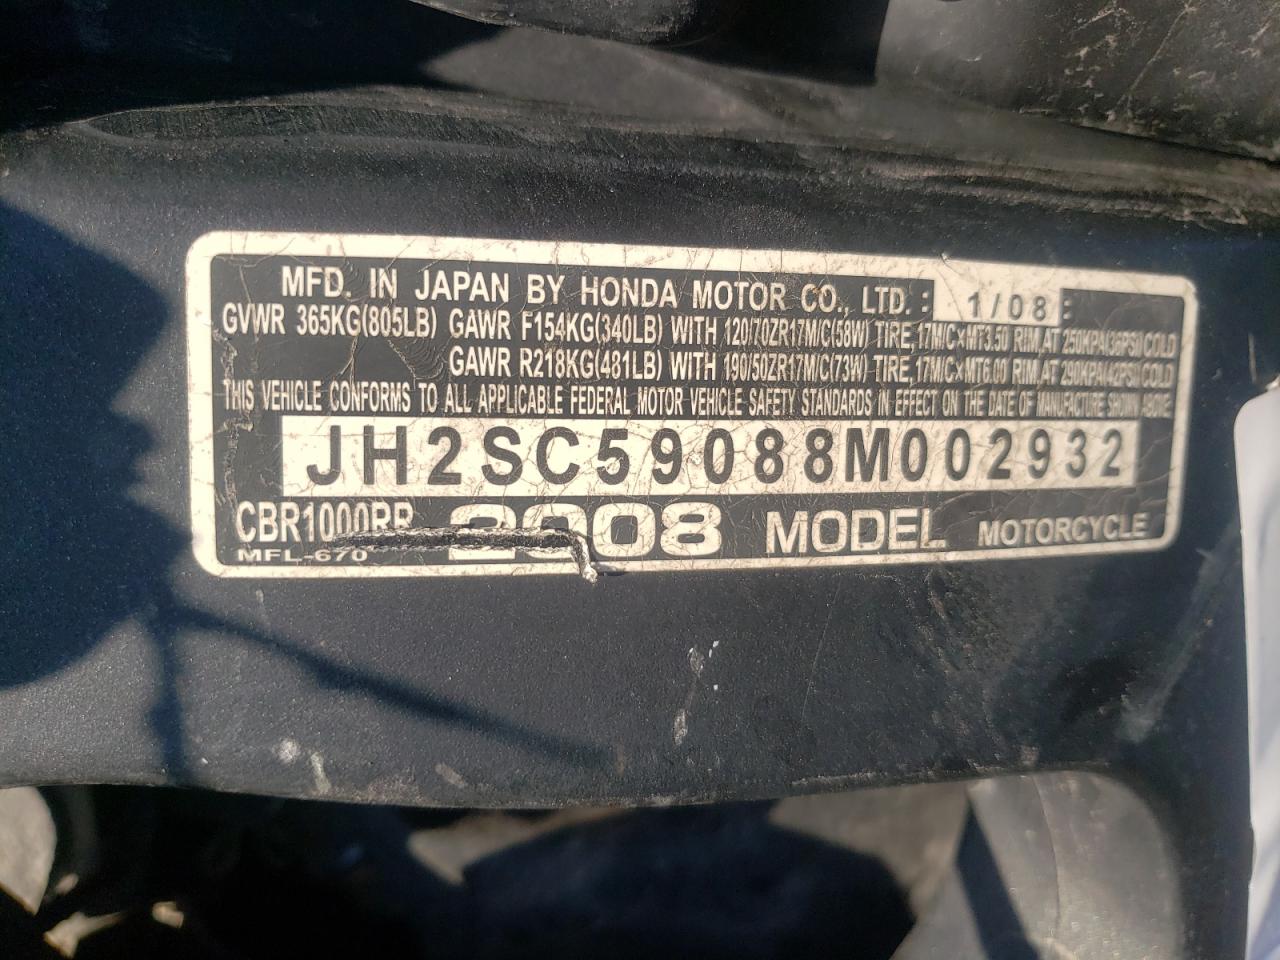 MFD. IN JAPAN BY HONDA MOTOR CO., LTD. : 1/08 :
GVWR 365KG(805LB) GAWR F154KG(340LB) WITH 120/70ZR17M/C(58W) TIRE, 17M/C×MT3.50 RIM, AT 250KPA(36PSI) COLD
GAWR R218KG(481LB) WITH 190/50ZR17M/C(73W) TIRE, 17M/C×MT6.00 RIM, AT 290KPA(42PSI) COLD
THIS VEHICLE CONFORMS TO ALL APPLICABLE FEDERAL MOTOR VEHICLE SAFETY STANDARDS IN EFFECT ON THE DATE OF MANUFACTURE SHOWN ABOVE
JH2SC59088M002932
CBR1000RR 2008 MODEL MOTORCYCLE
MFL-670